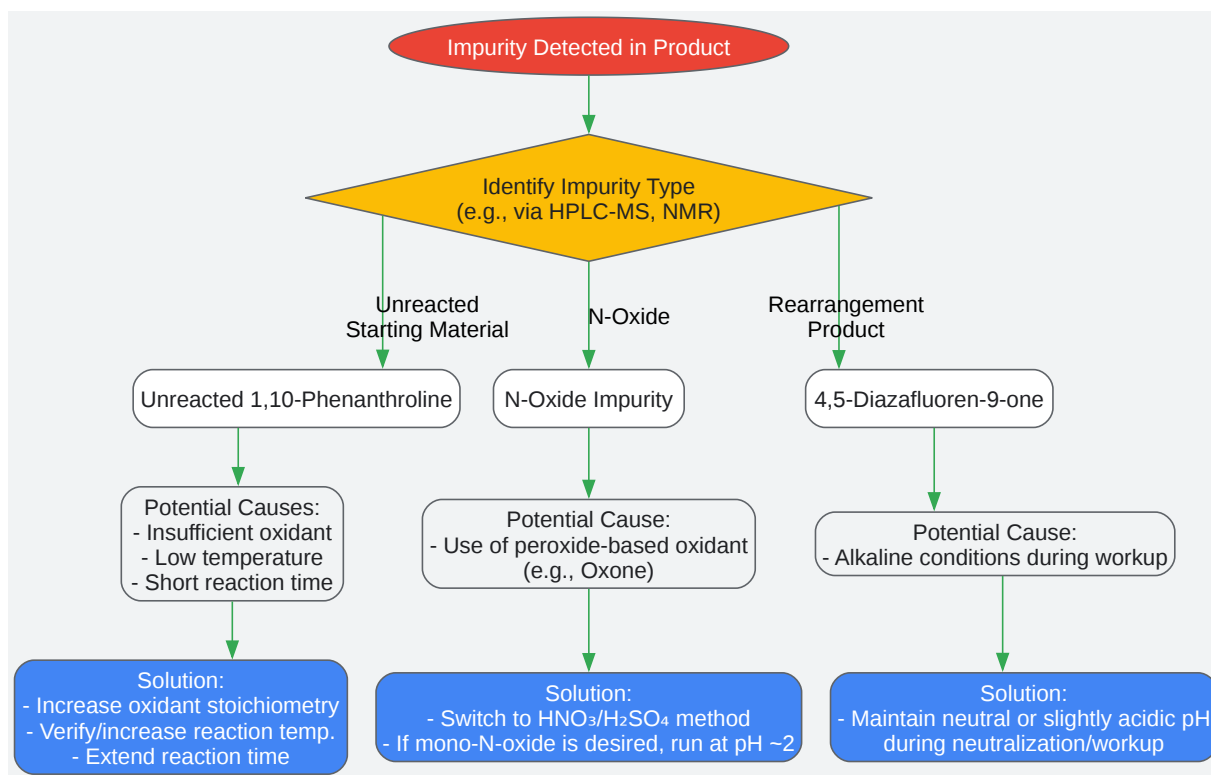 Impurity Detected in Product
Identify Impurity Type
(e.g., via HPLC-MS, NMR)
Unreacted
Starting Material
N-Oxide
Rearrangement
Product
Unreacted 1,10-Phenanthroline
N-Oxide Impurity
4,5-Diazafluoren-9-one
Potential Causes:
- Insufficient oxidant
- Low temperature
- Short reaction time
Potential Cause:
- Use of peroxide-based oxidant
(e.g., Oxone)
Potential Cause:
- Alkaline conditions during workup
Solution:
- Increase oxidant stoichiometry
- Verify/increase reaction temp.
- Extend reaction time
Solution:
- Switch to HNO₃/H₂SO₄ method
- If mono-N-oxide is desired, run at pH ~2
Solution:
- Maintain neutral or slightly acidic pH
during neutralization/workup